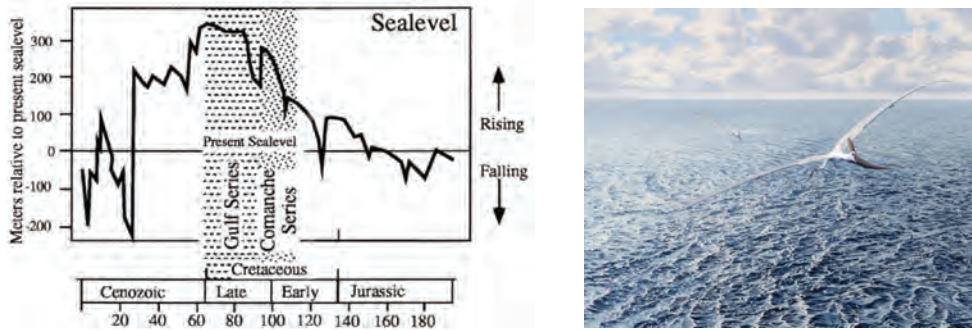 Sealevel
Meters relative to present sealevel
300
200
100
0
-100
-200
Present Sealevel
Gulf Series
Comanche
Series
Rising
Falling
Cretaceous
Cenozoic Late Early Jurassic
20 40 60 80 100 120 140 160 180